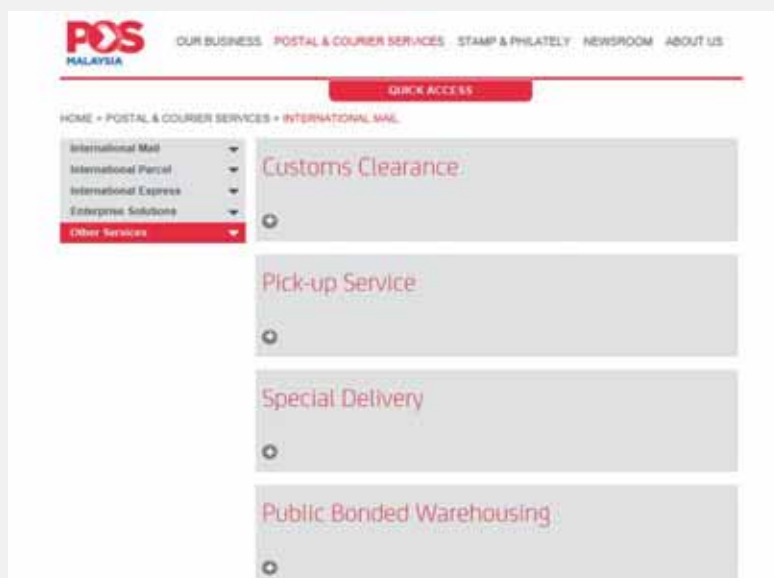 POS
MALAYSIA
OUR BUSINESS POSTAL & COURIER SERVICES STAMP & PHILATELY NEWSROOM ABOUT US
QUICK ACCESS
HOME • POSTAL & COURIER SERVICES • INTERNATIONAL MAIL
International Mail
International Parcel
International Express
Enterprise Solutions
Other Services
Customs Clearance
Pick-up Service
Special Delivery
Public Bonded Warehousing